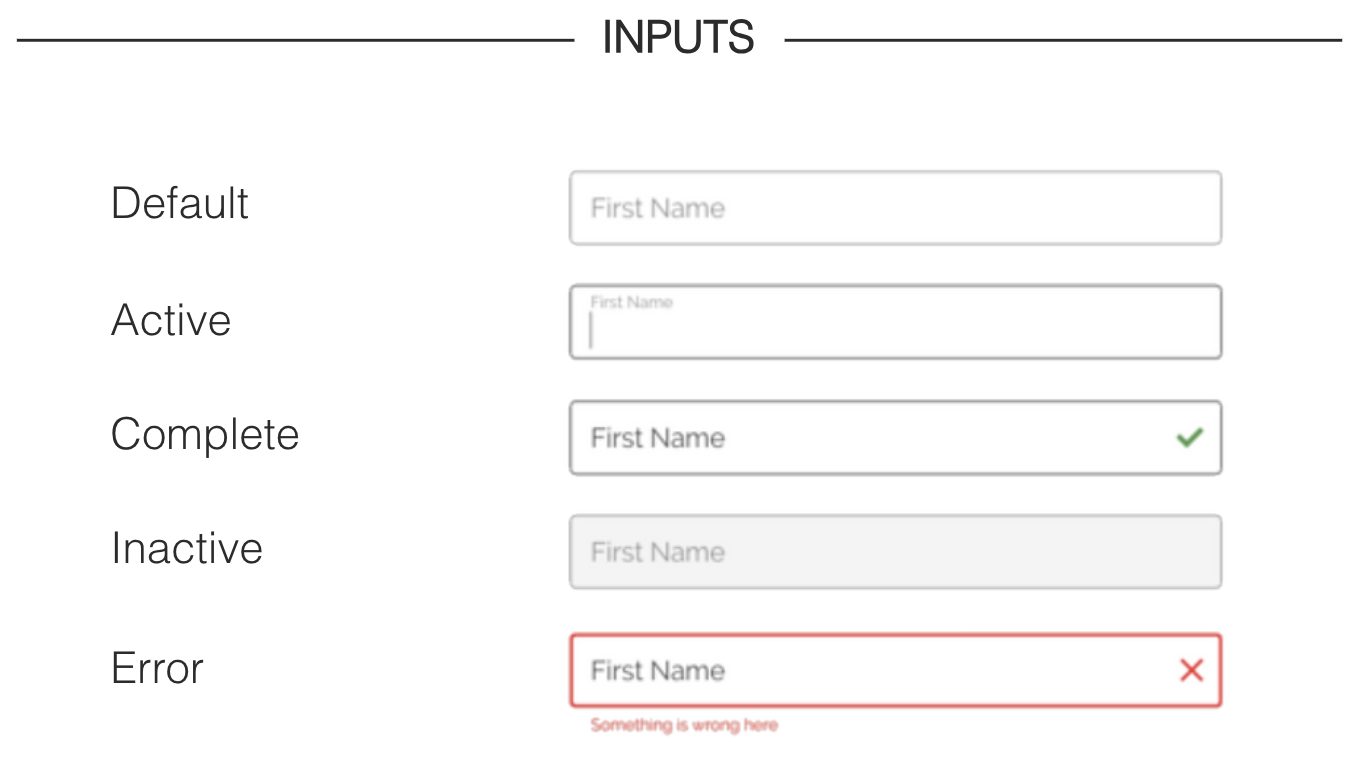 INPUTS
Default
First Name
Active
First Name
Complete
First Name
Inactive
First Name
Error
First Name
Something is wrong here